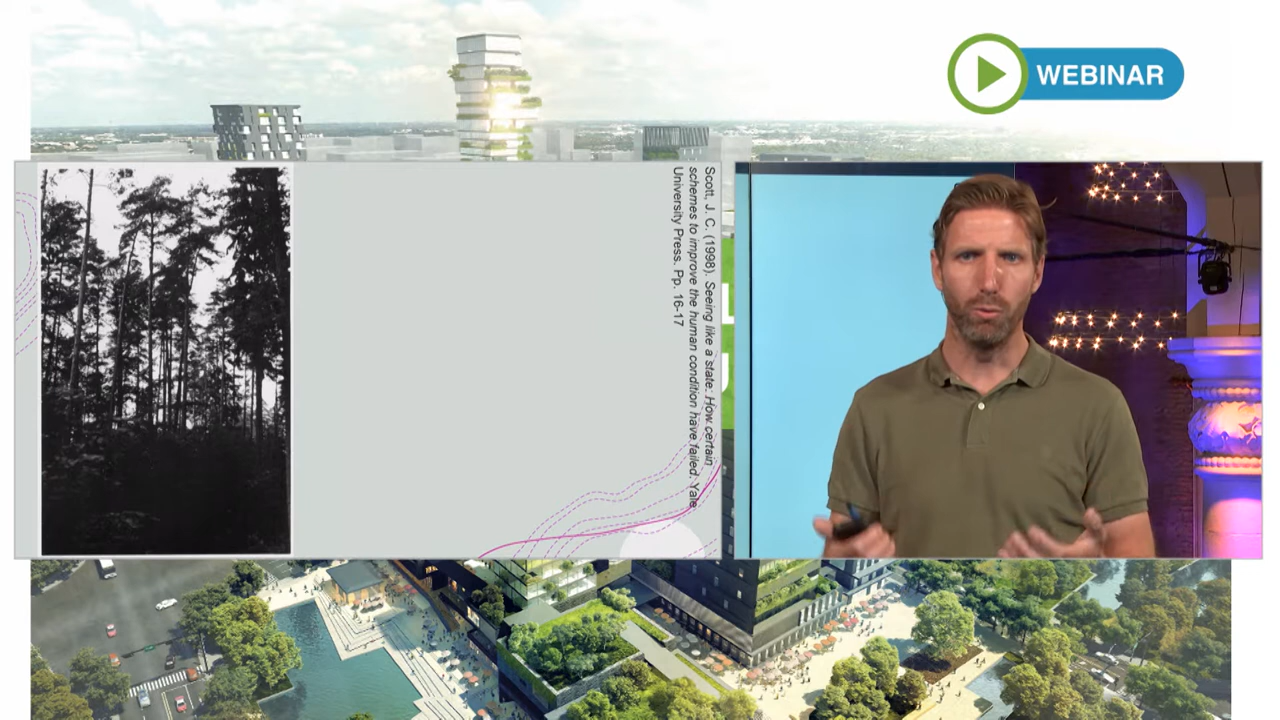 WEBINAR
Scott, J. C. (1998). Seeing like a state: How certain
schemes to improve the human condition have failed. Yale
University Press. Pp. 16-17